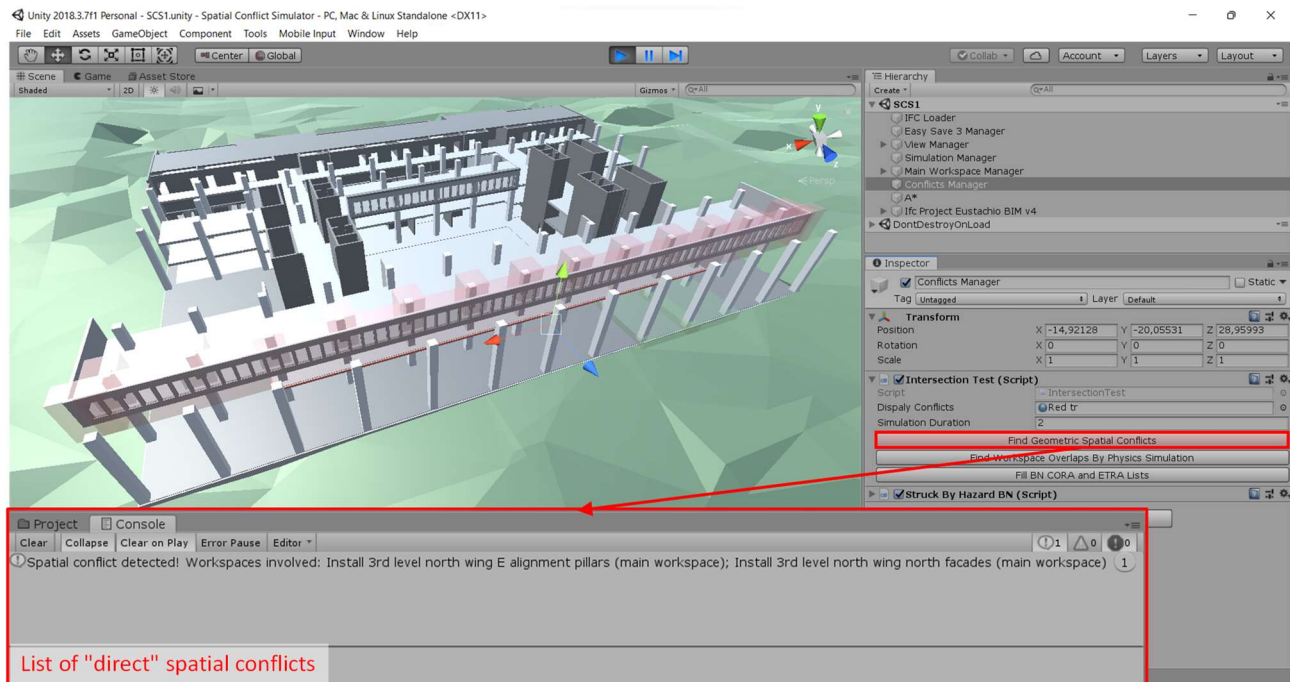 Unity 2018.3.7f1 Personal - SCS1.unity - Spatial Conflict Simulator - PC, Mac & Linux Standalone <DX11>
File Edit Assets GameObject Component Tools Mobile Input Window Help
Center Global Collab Account Layers Layout
Scene Game Asset Store
Shaded 2D Gizmos All
y
x
z
Persp
Hierarchy
Create All
SCS1
IFC Loader
Easy Save 3 Manager
View Manager
Simulation Manager
Main Workspace Manager
Conflicts Manager
A*
Ifc Project Eustachio BIM v4
DontDestroyOnLoad
Inspector
Conflicts Manager Static
Tag Untagged Layer Default
Transform
Position X -14,92128 Y -20,05531 Z 28,95993
Rotation X 0 Y 0 Z 0
Scale X 1 Y 1 Z 1
Intersection Test (Script)
Script IntersectionTest
Dispaly Conflicts Red tr
Simulation Duration 2
Find Geometric Spatial Conflicts
Find Workspace Overlaps By Physics Simulation
Fill BN CORA and ETRA Lists
Struck By Hazard BN (Script)
Project Console
Clear Collapse Clear on Play Error Pause Editor 1 0 0
Spatial conflict detected! Workspaces involved: Install 3rd level north wing E alignment pillars (main workspace); Install 3rd level north wing north facades (main workspace) 1
List of "direct" spatial conflicts